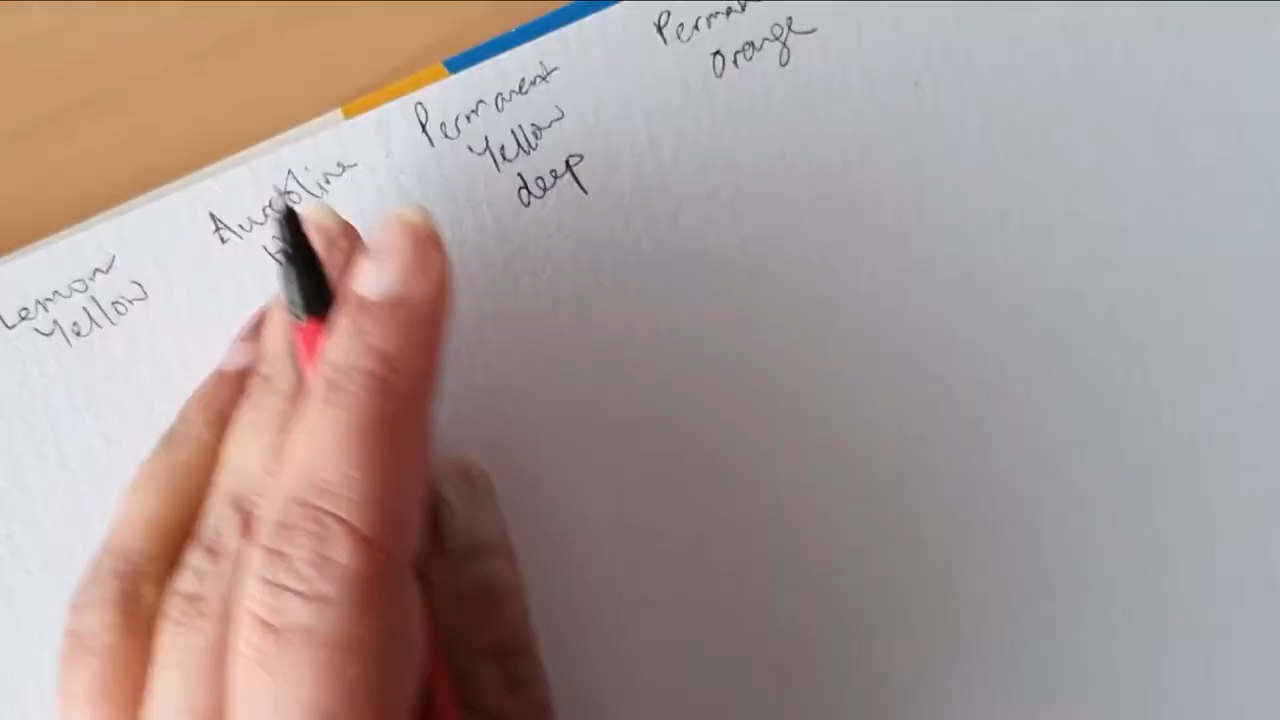 Lemon
Yellow
Aureoline
Permanent
Yellow
deep
Orange